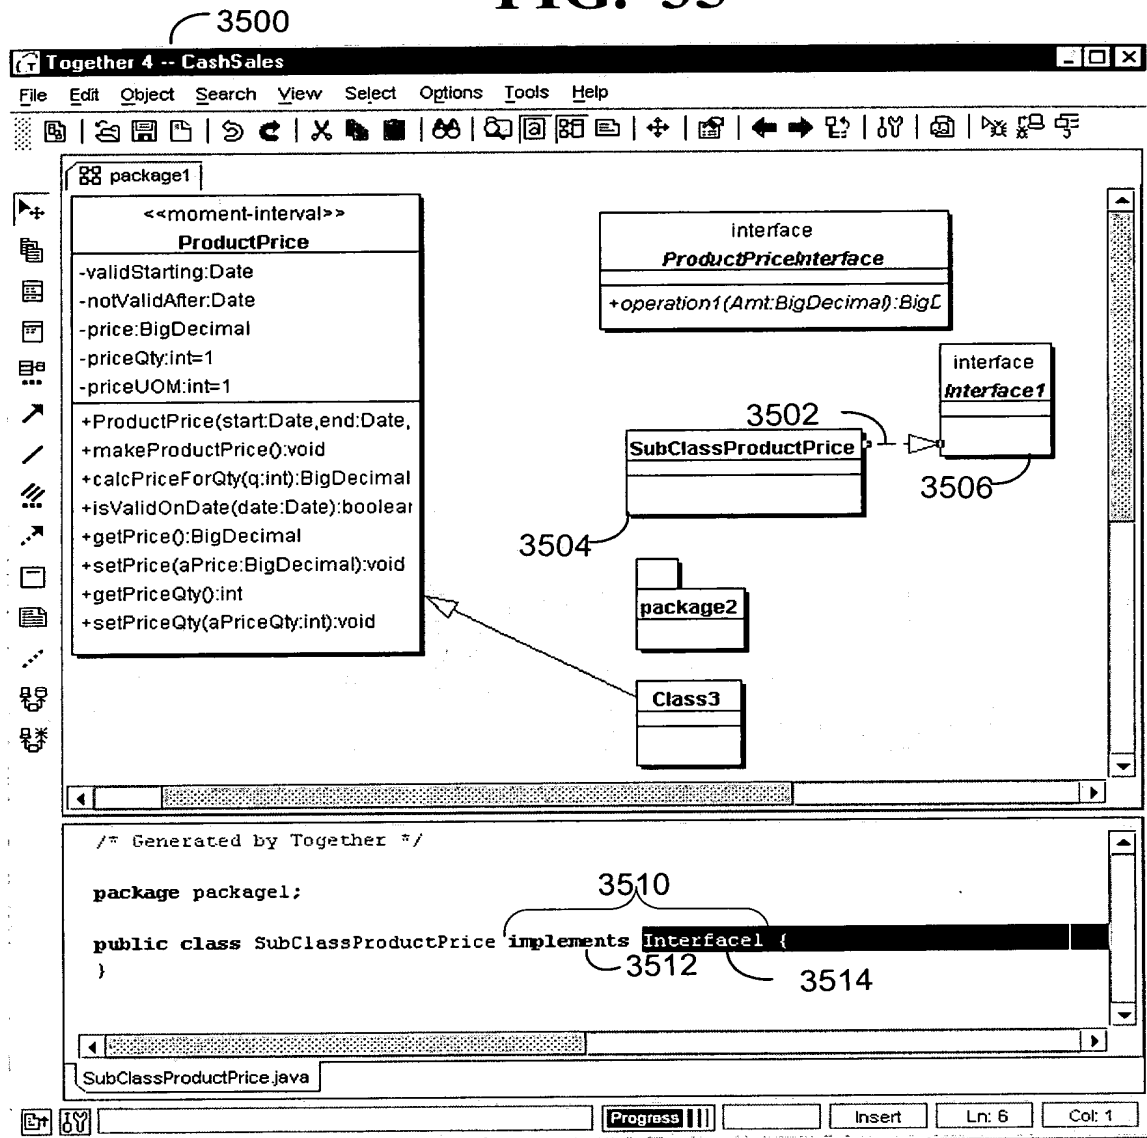 FIG. 35
3500
Together 4 -- CashSales
File Edit Object Search View Select Options Tools Help
package1
<<moment-interval>>
ProductPrice
-validStarting:Date
-notValidAfter:Date
-price:BigDecimal
-priceQty:int=1
-priceUOM:int=1
+ProductPrice(start:Date,end:Date,
+makeProductPrice():void
+calcPriceForQty(q:int):BigDecimal
+isValidOnDate(date:Date):boolear
+getPrice():BigDecimal
+setPrice(aPrice:BigDecimal):void
+getPriceQty():int
+setPriceQty(aPriceQty:int):void
interface
ProductPriceInterface
+operation1(Amt:BigDecimal):BigD
interface
Interface1
3502
SubClassProductPrice
3506
3504
package2
Class3
/* Generated by Together */
package package1;
3510
public class SubClassProductPrice implements Interface1 {
}
3512
3514
SubClassProductPrice.java
Progress
Insert
Ln: 6
Col: 1